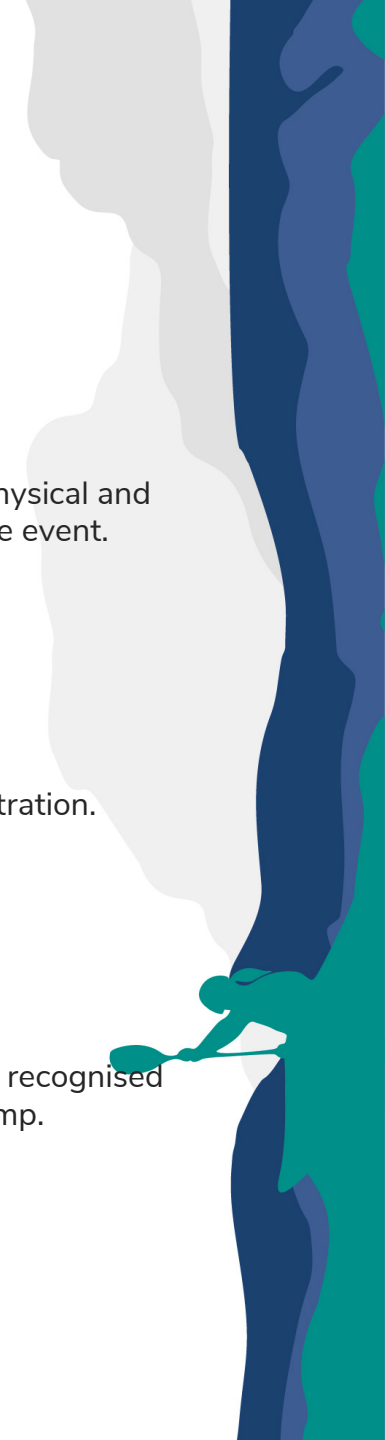 hysical and
e event.
tration.
recognised
mp.